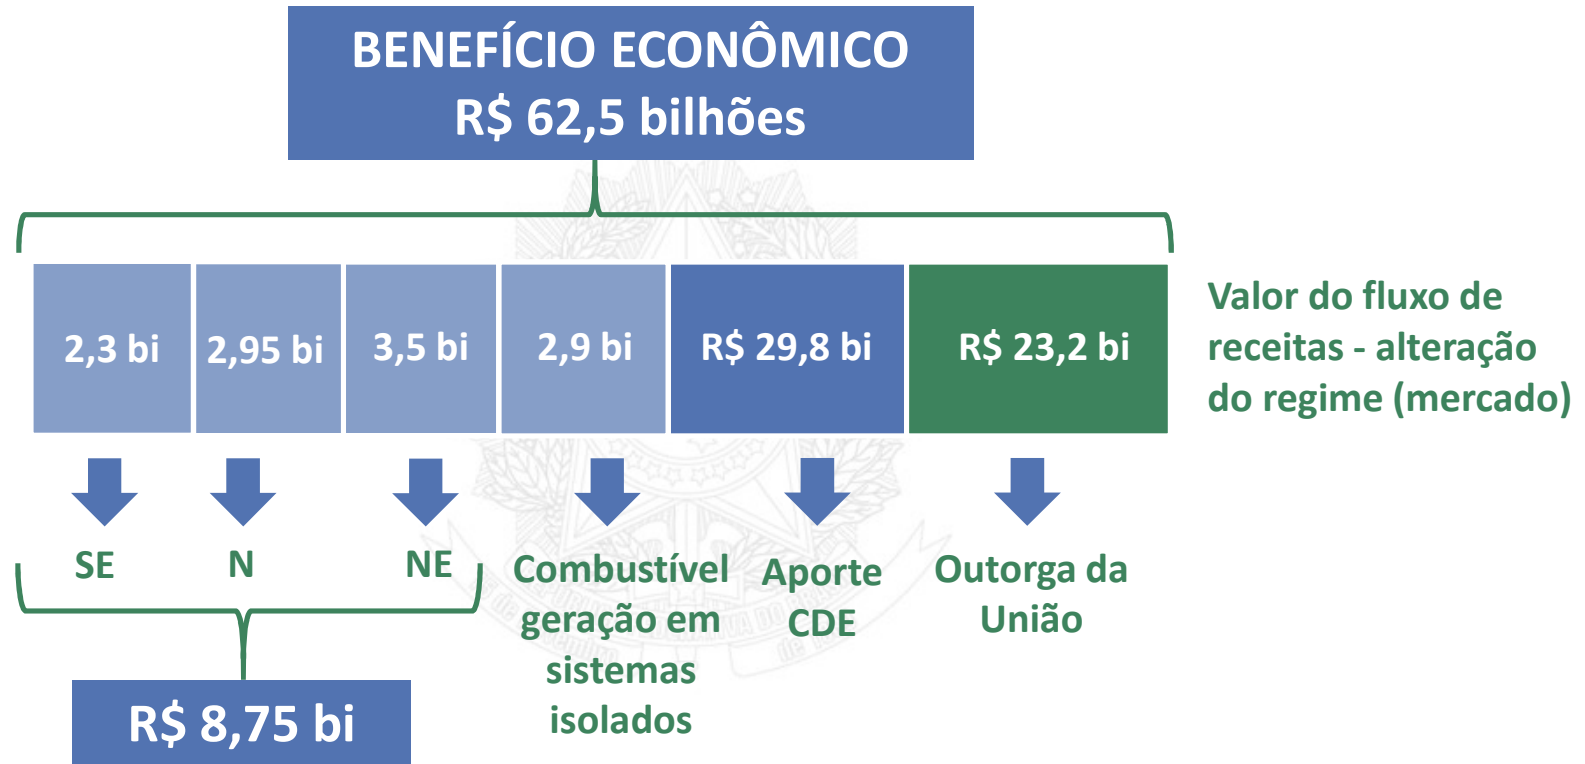 BENEFÍCIO ECONÔMICO
R$ 62,5 bilhões
2,3 bi
2,95 bi
3,5 bi
2,9 bi
R$ 29,8 bi
R$ 23,2 bi
Valor do fluxo de
receitas - alteração
do regime (mercado)
SE
N
NE
Combustível
geração em
sistemas
isolados
Aporte
CDE
Outorga da
União
R$ 8,75 bi